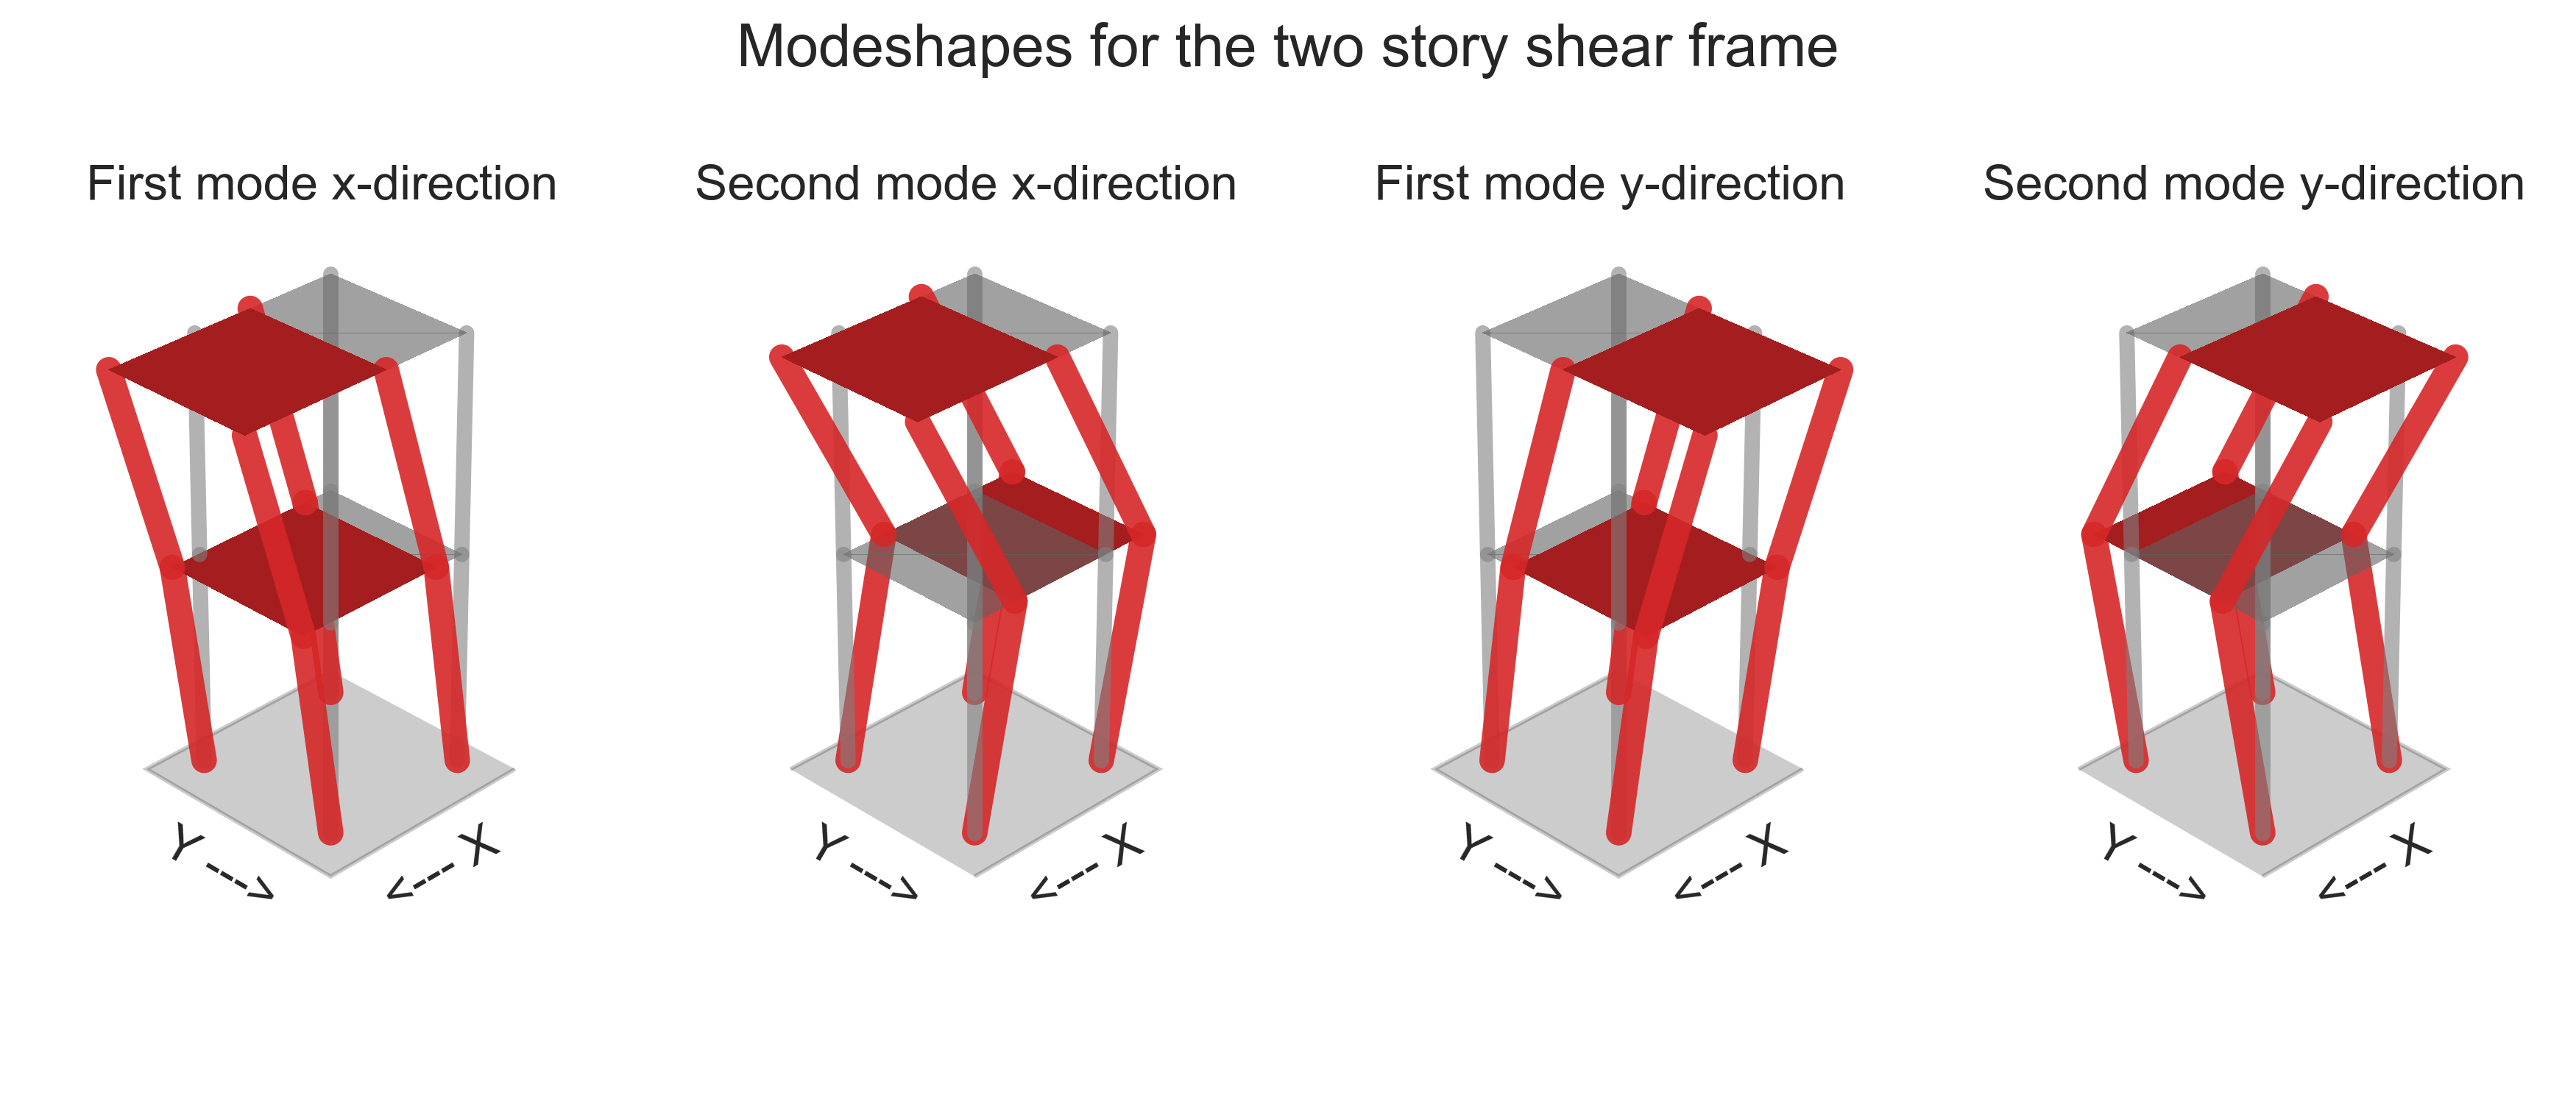 Modeshapes for the two story shear frame
First mode x-direction
Second mode x-direction
First mode y-direction
Second mode y-direction
Y
X
Y
X
Y
X
Y
X